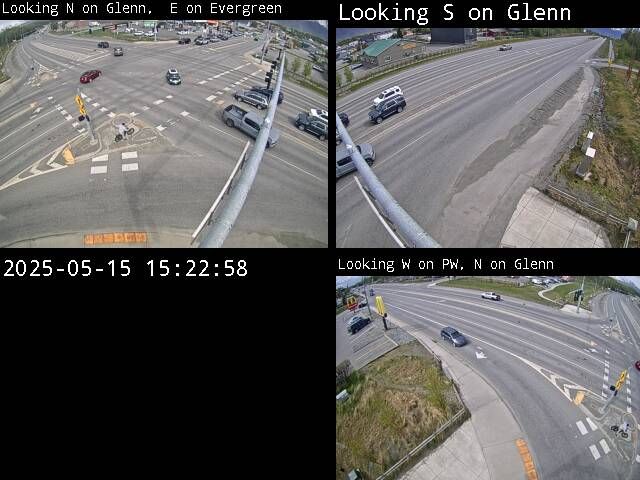 Looking N on Glenn, E on Evergreen
Looking S on Glenn
2025-05-15 15:22:58
Looking W on PW, N on Glenn